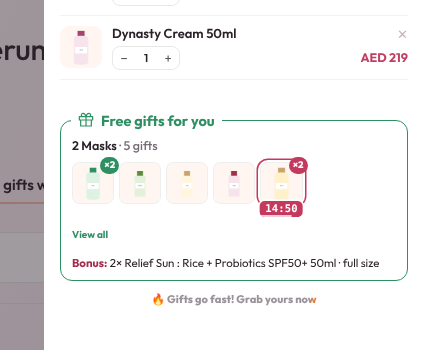 Dynasty Cream 50ml
×
− 1 +
AED 219
erun
Free gifts for you
2 Masks · 5 gifts
×2
×2
gifts w
14:50
View all
Bonus: 2× Relief Sun : Rice + Probiotics SPF50+ 50ml · full size
🔥 Gifts go fast! Grab yours now